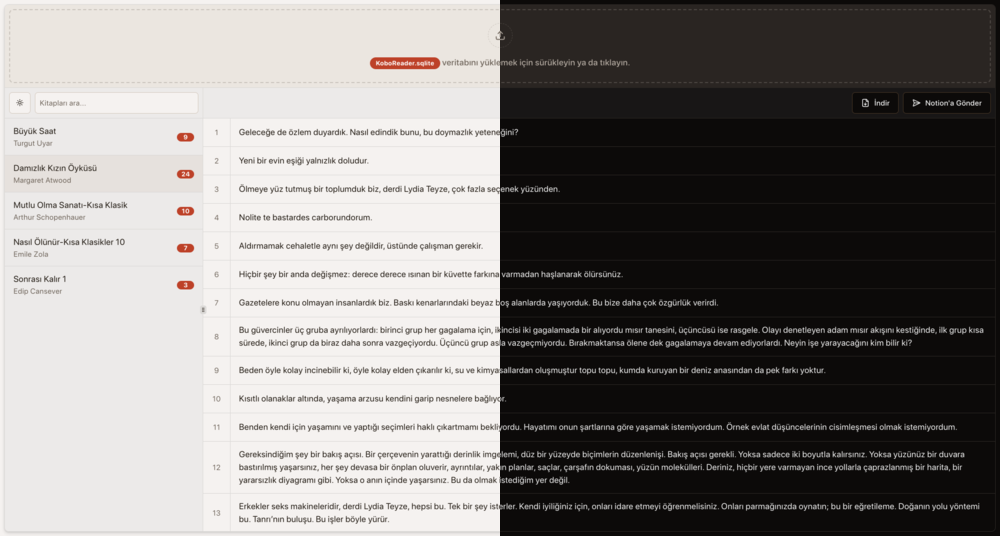 KoboReader.sqlite veritabını yüklemek için sürükleyin ya da tıklayın.
Kitapları ara...
İndir
Notion'a Gönder
Büyük Saat
Turgut Uyar
9
Damızlık Kızın Öyküsü
Margaret Atwood
24
Mutlu Olma Sanatı-Kısa Klasik
Arthur Schopenhauer
10
Nasıl Ölünür-Kısa Klasikler 10
Emile Zola
7
Sonrası Kalır 1
Edip Cansever
3
1 Geleceğe de özlem duyardık. Nasıl edindik bunu, bu doymazlık yeteneğini?
2 Yeni bir evin eşiği yalnızlık doludur.
3 Ölmeye yüz tutmuş bir toplumduk biz, derdi Lydia Teyze, çok fazla seçenek yüzünden.
4 Nolite te bastardes carborundorum.
5 Aldırmamak cehaletle aynı şey değildir, üstünde çalışman gerekir.
6 Hiçbir şey bir anda değişmez: derece derece ısınan bir küvette farkına varmadan haşlanarak ölürsünüz.
7 Gazetelere konu olmayan insanlardık biz. Baskı kenarlarındaki beyaz boş alanlarda yaşıyorduk. Bu bize daha çok özgürlük verirdi.
8 Bu güvercinler üç gruba ayrılıyorlardı: birinci grup her gagalama için, ikincisi iki gagalamada bir alıyordu mısır tanesini, üçüncüsü ise rasgele. Olayı denetleyen adam mısır akışını kestiğinde, ilk grup kısa
sürede, ikinci grup da biraz daha sonra vazgeçiyordu. Üçüncü grup asla vazgeçmiyordu. Bırakmaktansa ölene dek gagalamaya devam ediyorlardı. Neyin işe yarayacağını kim bilir ki?
9 Beden öyle kolay incinebilir ki, öyle kolay elden çıkarılır ki, su ve kimyasallardan oluşmuştur topu topu, kumda kuruyan bir deniz anasından da pek farkı yoktur.
10 Kısıtlı olanaklar altında, yaşama arzusu kendini garip nesnelere bağlıyor.
11 Benden kendi için yaşamını ve yaptığı seçimleri haklı çıkartmamı bekliyordu. Hayatımı onun şartlarına göre yaşamak istemiyordum. Örnek evlat düşüncelerinin cisimleşmesi olmak istemiyordum.
12 Gereksindiğim şey bir bakış açısı. Bir çerçevenin yarattığı derinlik imgelemi, düz bir yüzeyde biçimlerin düzenlenişi. Bakış açısı gerekli. Yoksa sadece iki boyutla kalırsınız. Yoksa yüzünüz bir duvara
bastırılmış yaşarsınız, her şey devasa bir önplan oluverir, ayrıntılar, yakın planlar, saçlar, çarşafın dokuması, yüzün molekülleri. Deriniz, hiçbir yere varmayan ince yollarla çaprazlanmış bir harita, bir
yararsızlık diyagramı gibi. Yoksa o anın içinde yaşarsınız. Bu da olmak istediğim yer değil.
13 Erkekler seks makineleridir, derdi Lydia Teyze, hepsi bu. Tek bir şey isterler. Kendi iyiliğiniz için, onları idare etmeyi öğrenmelisiniz. Onları parmağınızda oynatın; bu bir eğretileme. Doğanın yolu yöntemi
bu. Tanrı'nın buluşu. Bu işler böyle yürür.